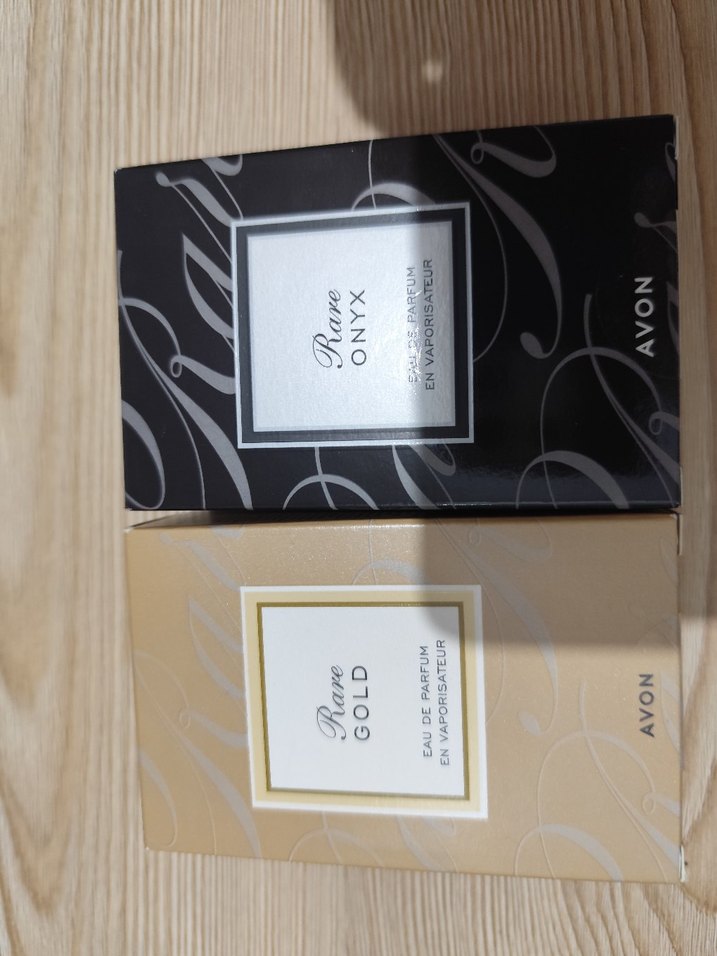 Rare
ONYX
EAU DE PARFUM
EN VAPORISATEUR
AVON
Rare
GOLD
EAU DE PARFUM
EN VAPORISATEUR
AVON